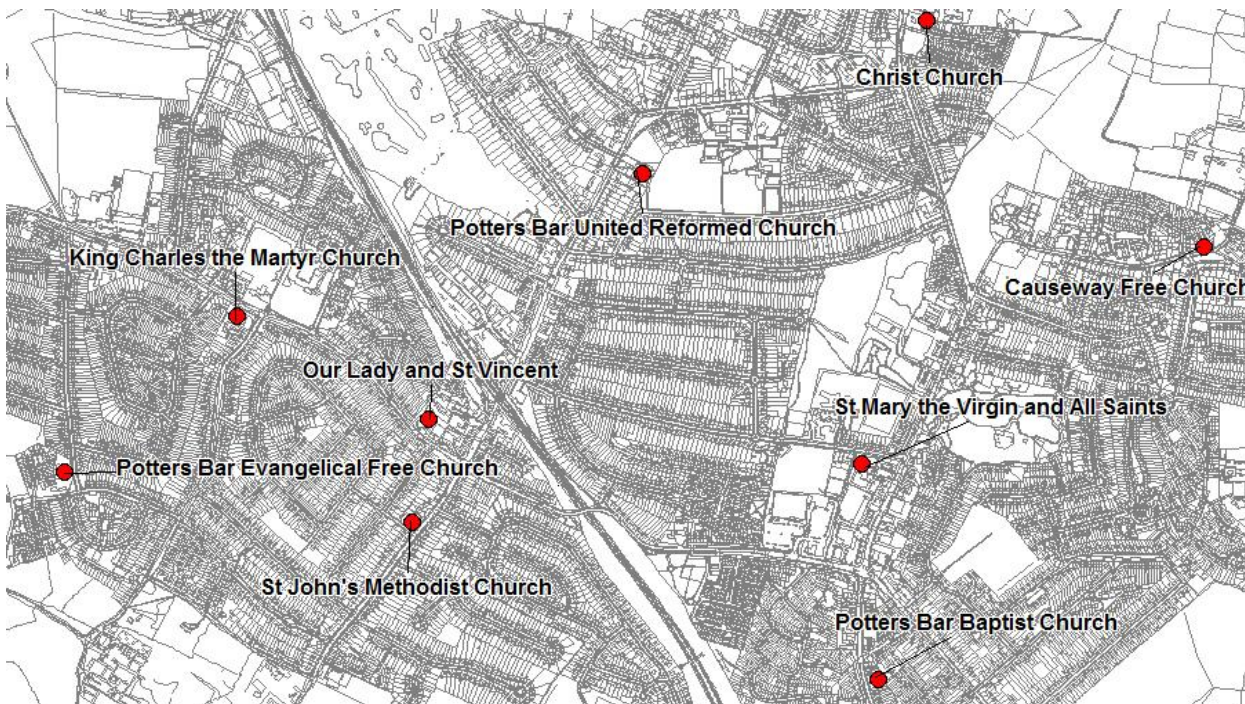 Christ Church
Potters Bar United Reformed Church
King Charles the Martyr Church
Causeway Free Church
Our Lady and St Vincent
St Mary the Virgin and All Saints
Potters Bar Evangelical Free Church
St John's Methodist Church
Potters Bar Baptist Church